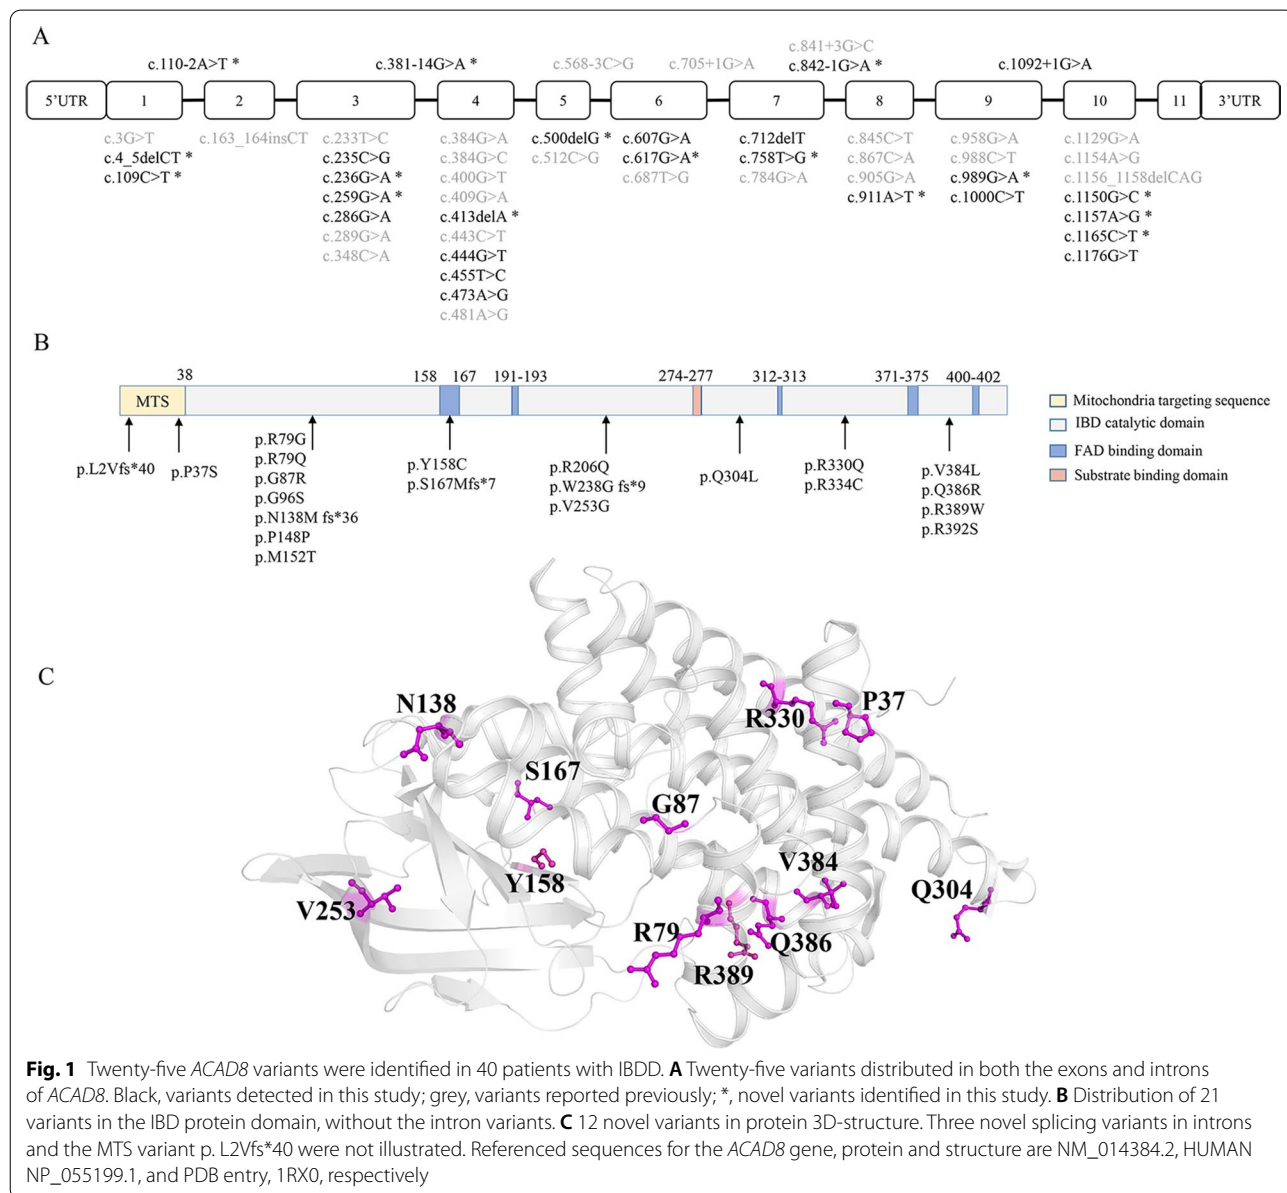 A
c.110-2A>T * c.381-14G>A * c.568-3C>G c.705+1G>A c.841+3G>C c.1092+1G>A
c.842-1G>A *
5'UTR 1 2 3 4 5 6 7 8 9 10 11 3'UTR
c.3G>T
c.4_5delCT *
c.109C>T *
c.163_164insCT
c.233T>C
c.235C>G
c.236G>A *
c.259G>A *
c.286G>A
c.289G>A
c.348C>A
c.384G>A
c.384G>C
c.400G>T
c.409G>A
c.413delA *
c.443C>T
c.444G>T
c.455T>C
c.473A>G
c.481A>G
c.500delG *
c.512C>G
c.607G>A
c.617G>A*
c.687T>G
c.712delT
c.758T>G *
c.784G>A
c.845C>T
c.867C>A
c.905G>A
c.911A>T *
c.958G>A
c.988C>T
c.989G>A *
c.1000C>T
c.1129G>A
c.1154A>G
c.1156_1158delCAG
c.1150G>C *
c.1157A>G *
c.1165C>T *
c.1176G>T
B
38 158 167 191-193 274-277 312-313 371-375 400-402
MTS
p.L2Vfs*40
p.P37S
p.R79G
p.R79Q
p.G87R
p.G96S
p.N138M fs*36
p.P148P
p.M152T
p.Y158C
p.S167Mfs*7
p.R206Q
p.W238G fs*9
p.V253G
p.Q304L
p.R330Q
p.R334C
p.V384L
p.Q386R
p.R389W
p.R392S
Mitochondria targeting sequence
IBD catalytic domain
FAD binding domain
Substrate binding domain
C
N138
R330
P37
S167
G87
Y158
V384
Q304
V253
R79
Q386
R389
Fig. 1 Twenty-five ACAD8 variants were identified in 40 patients with IBDD. A Twenty-five variants distributed in both the exons and introns
of ACAD8. Black, variants detected in this study; grey, variants reported previously; *, novel variants identified in this study. B Distribution of 21
variants in the IBD protein domain, without the intron variants. C 12 novel variants in protein 3D-structure. Three novel splicing variants in introns
and the MTS variant p. L2Vfs*40 were not illustrated. Referenced sequences for the ACAD8 gene, protein and structure are NM_014384.2, HUMAN
NP_055199.1, and PDB entry, 1RX0, respectively